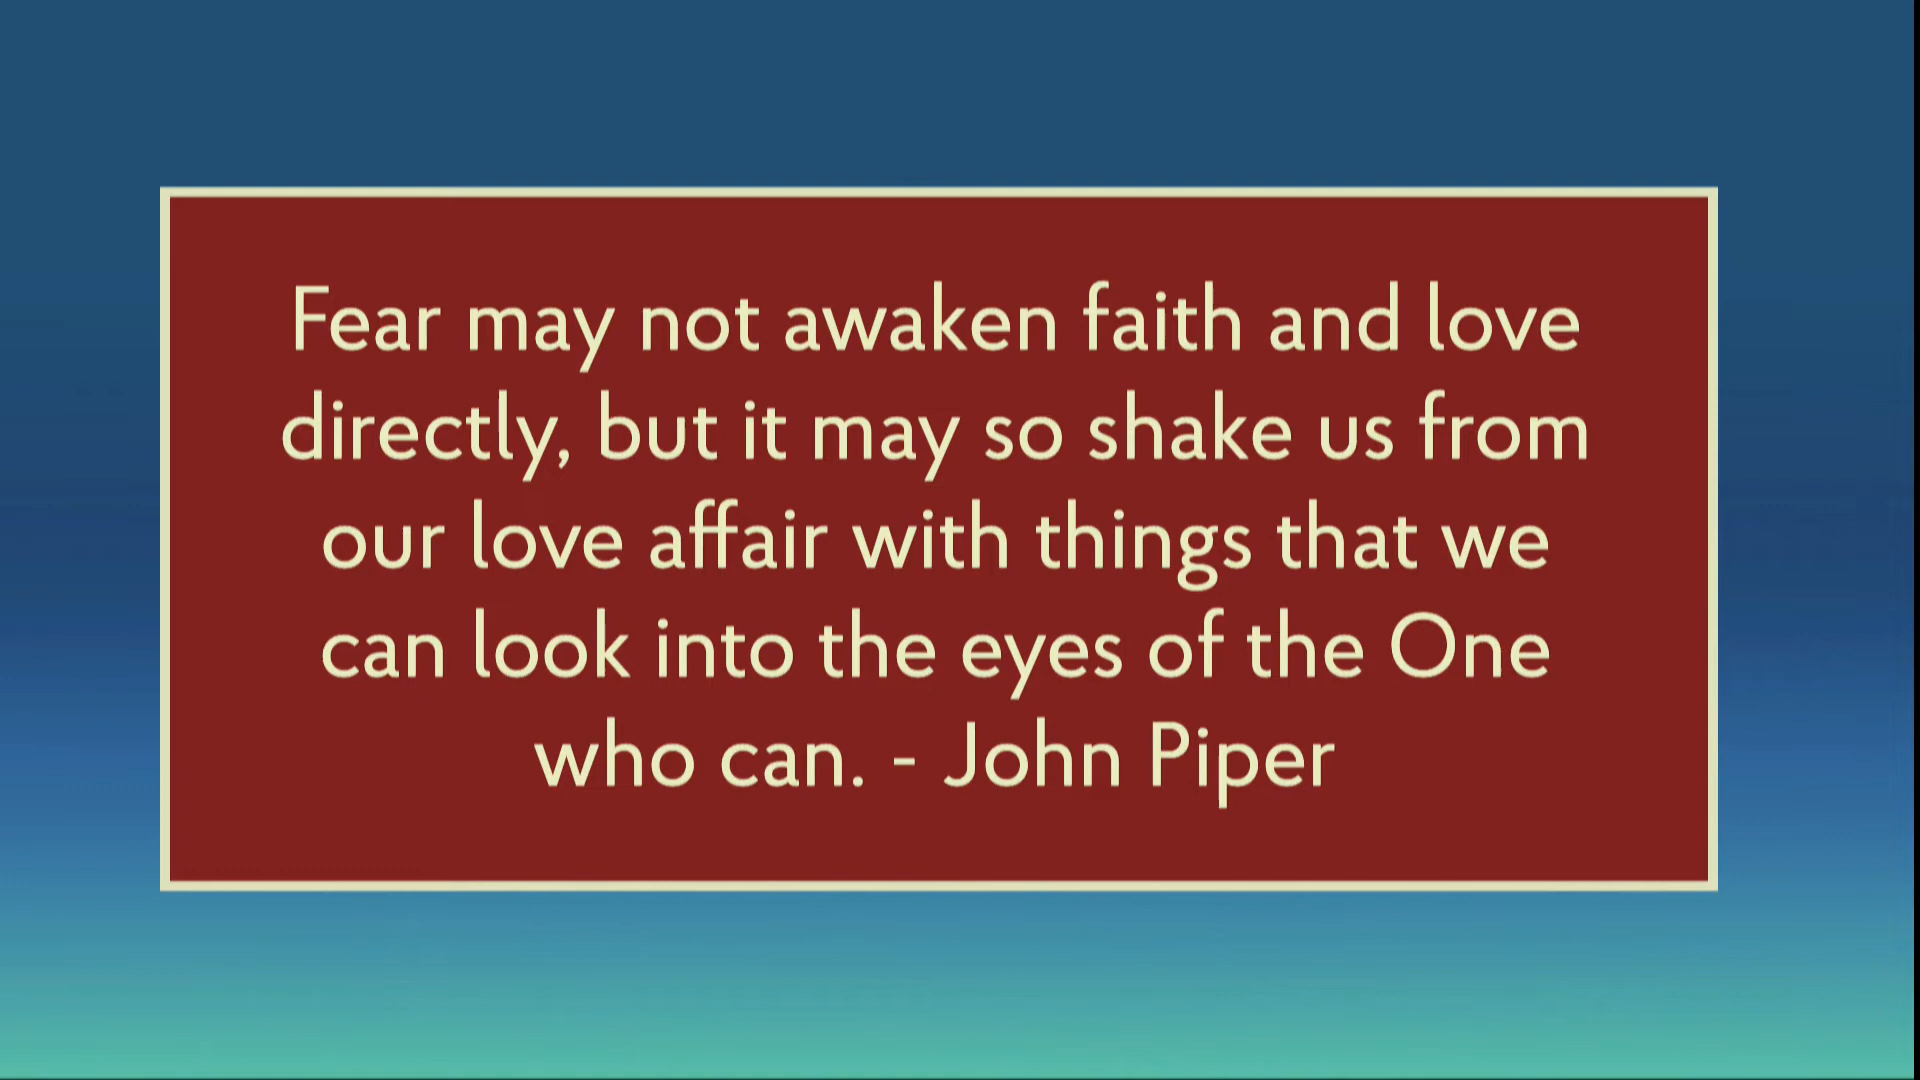 Fear may not awaken faith and love
directly, but it may so shake us from
our love affair with things that we
can look into the eyes of the One
who can. - John Piper